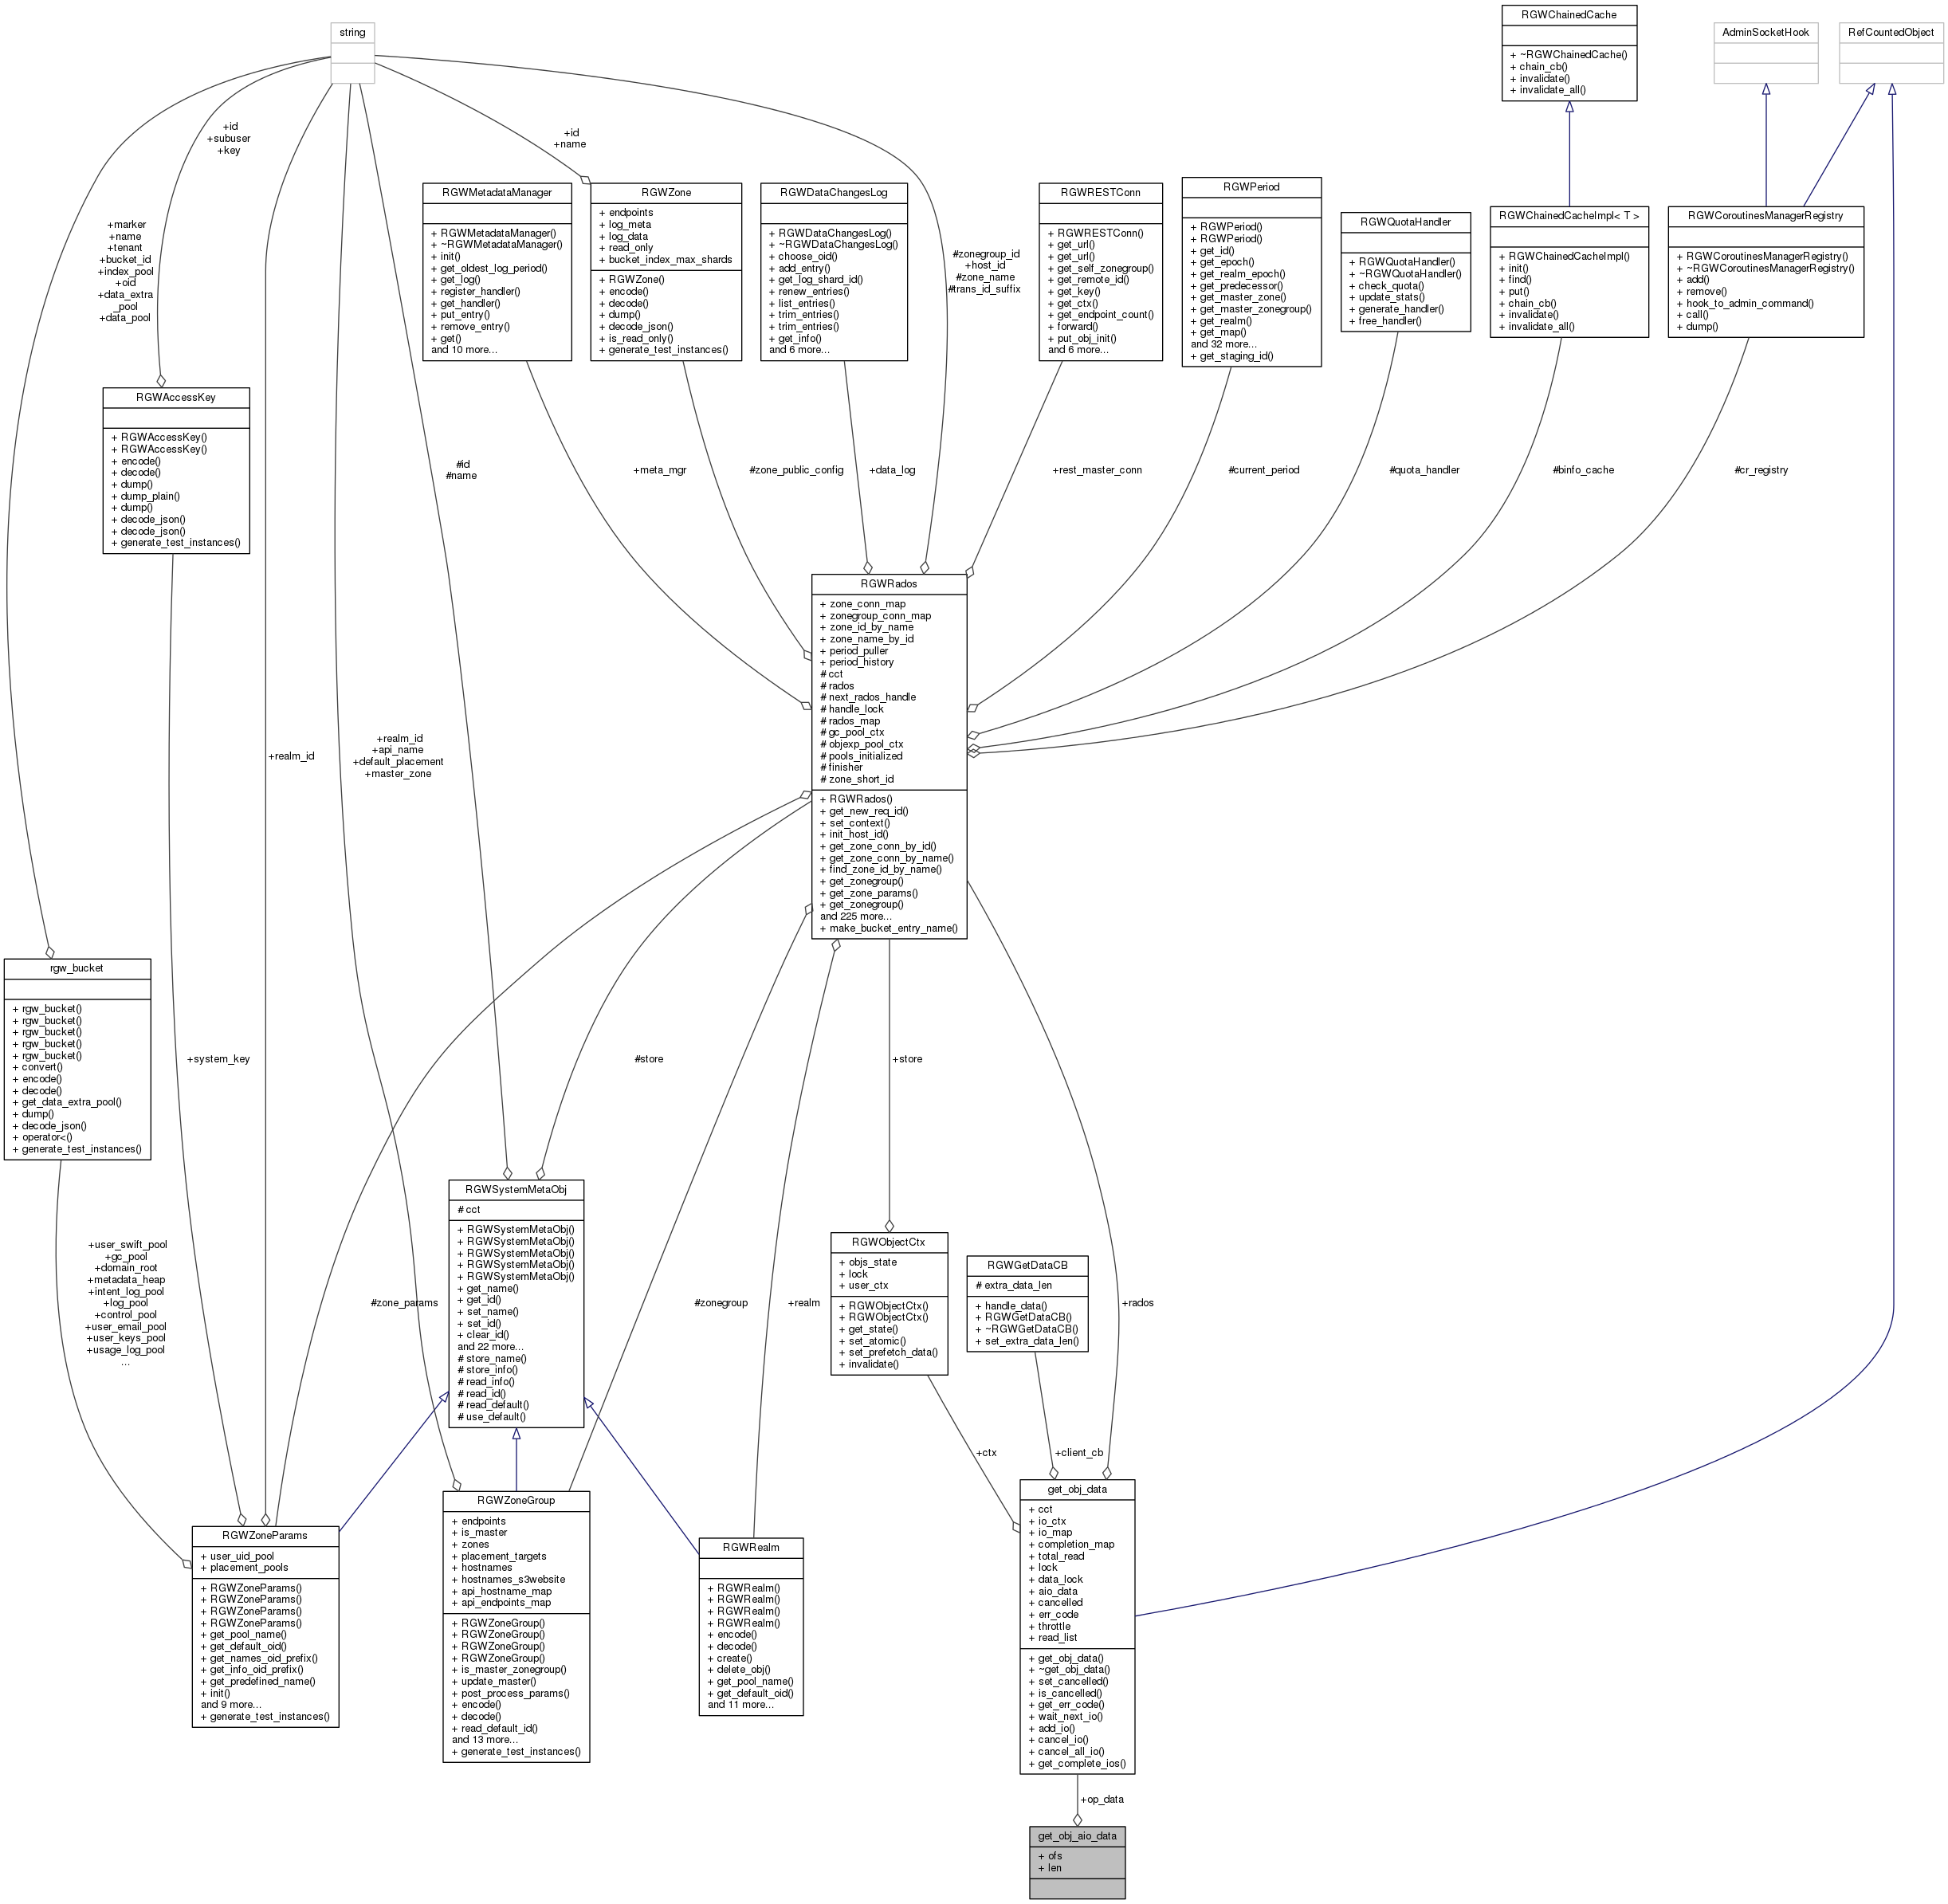 string
RGWChainedCache
+ ~RGWChainedCache()
+ chain_cb()
+ invalidate()
+ invalidate_all()
AdminSocketHook
RefCountedObject
+id
+subuser
+key
+id
+name
+marker
+name
+tenant
+bucket_id
+index_pool
+oid
+data_extra
_pool
+data_pool
#zonegroup_id
+host_id
#zone_name
#trans_id_suffix
RGWMetadataManager
+ RGWMetadataManager()
+ ~RGWMetadataManager()
+ init()
+ get_oldest_log_period()
+ get_log()
+ register_handler()
+ get_handler()
+ put_entry()
+ remove_entry()
+ get()
and 10 more...
RGWZone
+ endpoints
+ log_meta
+ log_data
+ read_only
+ bucket_index_max_shards
+ RGWZone()
+ encode()
+ decode()
+ dump()
+ decode_json()
+ is_read_only()
+ generate_test_instances()
RGWDataChangesLog
+ RGWDataChangesLog()
+ ~RGWDataChangesLog()
+ choose_oid()
+ add_entry()
+ get_log_shard_id()
+ renew_entries()
+ list_entries()
+ trim_entries()
+ trim_entries()
+ get_info()
and 6 more...
RGWRESTConn
+ RGWRESTConn()
+ get_url()
+ get_url()
+ get_self_zonegroup()
+ get_remote_id()
+ get_key()
+ get_ctx()
+ get_endpoint_count()
+ forward()
+ put_obj_init()
and 6 more...
RGWPeriod
+ RGWPeriod()
+ RGWPeriod()
+ get_id()
+ get_epoch()
+ get_realm_epoch()
+ get_predecessor()
+ get_master_zone()
+ get_master_zonegroup()
+ get_realm()
+ get_map()
and 32 more...
+ get_staging_id()
RGWQuotaHandler
+ RGWQuotaHandler()
+ ~RGWQuotaHandler()
+ check_quota()
+ update_stats()
+ generate_handler()
+ free_handler()
RGWChainedCacheImpl< T >
+ RGWChainedCacheImpl()
+ init()
+ find()
+ put()
+ chain_cb()
+ invalidate()
+ invalidate_all()
RGWCoroutinesManagerRegistry
+ RGWCoroutinesManagerRegistry()
+ ~RGWCoroutinesManagerRegistry()
+ add()
+ remove()
+ hook_to_admin_command()
+ call()
+ dump()
RGWAccessKey
+ RGWAccessKey()
+ RGWAccessKey()
+ encode()
+ decode()
+ dump()
+ dump_plain()
+ dump()
+ decode_json()
+ decode_json()
+ generate_test_instances()
#id
#name
+meta_mgr
#zone_public_config
+data_log
+rest_master_conn
#current_period
#quota_handler
#binfo_cache
#cr_registry
RGWRados
+ zone_conn_map
+ zonegroup_conn_map
+ zone_id_by_name
+ zone_name_by_id
+ period_puller
+ period_history
# cct
# rados
# next_rados_handle
# handle_lock
# rados_map
# gc_pool_ctx
# objexp_pool_ctx
# pools_initialized
# finisher
# zone_short_id
+ RGWRados()
+ get_new_req_id()
+ set_context()
+ init_host_id()
+ get_zone_conn_by_id()
+ get_zone_conn_by_name()
+ find_zone_id_by_name()
+ get_zonegroup()
+ get_zone_params()
+ get_zonegroup()
and 225 more...
+ make_bucket_entry_name()
+realm_id
+realm_id
+api_name
+default_placement
+master_zone
rgw_bucket
+ rgw_bucket()
+ rgw_bucket()
+ rgw_bucket()
+ rgw_bucket()
+ rgw_bucket()
+ convert()
+ encode()
+ decode()
+ get_data_extra_pool()
+ dump()
+ decode_json()
+ operator<()
+ generate_test_instances()
+system_key
#store
+store
+user_swift_pool
+gc_pool
+domain_root
+metadata_heap
+intent_log_pool
+log_pool
+control_pool
+user_email_pool
+user_keys_pool
+usage_log_pool
...
#zone_params
RGWSystemMetaObj
# cct
+ RGWSystemMetaObj()
+ RGWSystemMetaObj()
+ RGWSystemMetaObj()
+ RGWSystemMetaObj()
+ RGWSystemMetaObj()
+ get_name()
+ get_id()
+ set_name()
+ set_id()
+ clear_id()
and 22 more...
# store_name()
# store_info()
# read_info()
# read_id()
# read_default()
# use_default()
#zonegroup
+realm
RGWObjectCtx
+ objs_state
+ lock
+ user_ctx
+ RGWObjectCtx()
+ RGWObjectCtx()
+ get_state()
+ set_atomic()
+ set_prefetch_data()
+ invalidate()
RGWGetDataCB
# extra_data_len
+ handle_data()
+ RGWGetDataCB()
+ ~RGWGetDataCB()
+ set_extra_data_len()
+rados
+ctx
+client_cb
RGWZoneParams
+ user_uid_pool
+ placement_pools
+ RGWZoneParams()
+ RGWZoneParams()
+ RGWZoneParams()
+ RGWZoneParams()
+ get_pool_name()
+ get_default_oid()
+ get_names_oid_prefix()
+ get_info_oid_prefix()
+ get_predefined_name()
+ init()
and 9 more...
+ generate_test_instances()
RGWZoneGroup
+ endpoints
+ is_master
+ zones
+ placement_targets
+ hostnames
+ hostnames_s3website
+ api_hostname_map
+ api_endpoints_map
+ RGWZoneGroup()
+ RGWZoneGroup()
+ RGWZoneGroup()
+ RGWZoneGroup()
+ is_master_zonegroup()
+ update_master()
+ post_process_params()
+ encode()
+ decode()
+ read_default_id()
and 13 more...
+ generate_test_instances()
RGWRealm
+ RGWRealm()
+ RGWRealm()
+ RGWRealm()
+ RGWRealm()
+ encode()
+ decode()
+ create()
+ delete_obj()
+ get_pool_name()
+ get_default_oid()
and 11 more...
get_obj_data
+ cct
+ io_ctx
+ io_map
+ completion_map
+ total_read
+ lock
+ data_lock
+ aio_data
+ cancelled
+ err_code
+ throttle
+ read_list
+ get_obj_data()
+ ~get_obj_data()
+ set_cancelled()
+ is_cancelled()
+ get_err_code()
+ wait_next_io()
+ add_io()
+ cancel_io()
+ cancel_all_io()
+ get_complete_ios()
+op_data
get_obj_aio_data
+ ofs
+ len